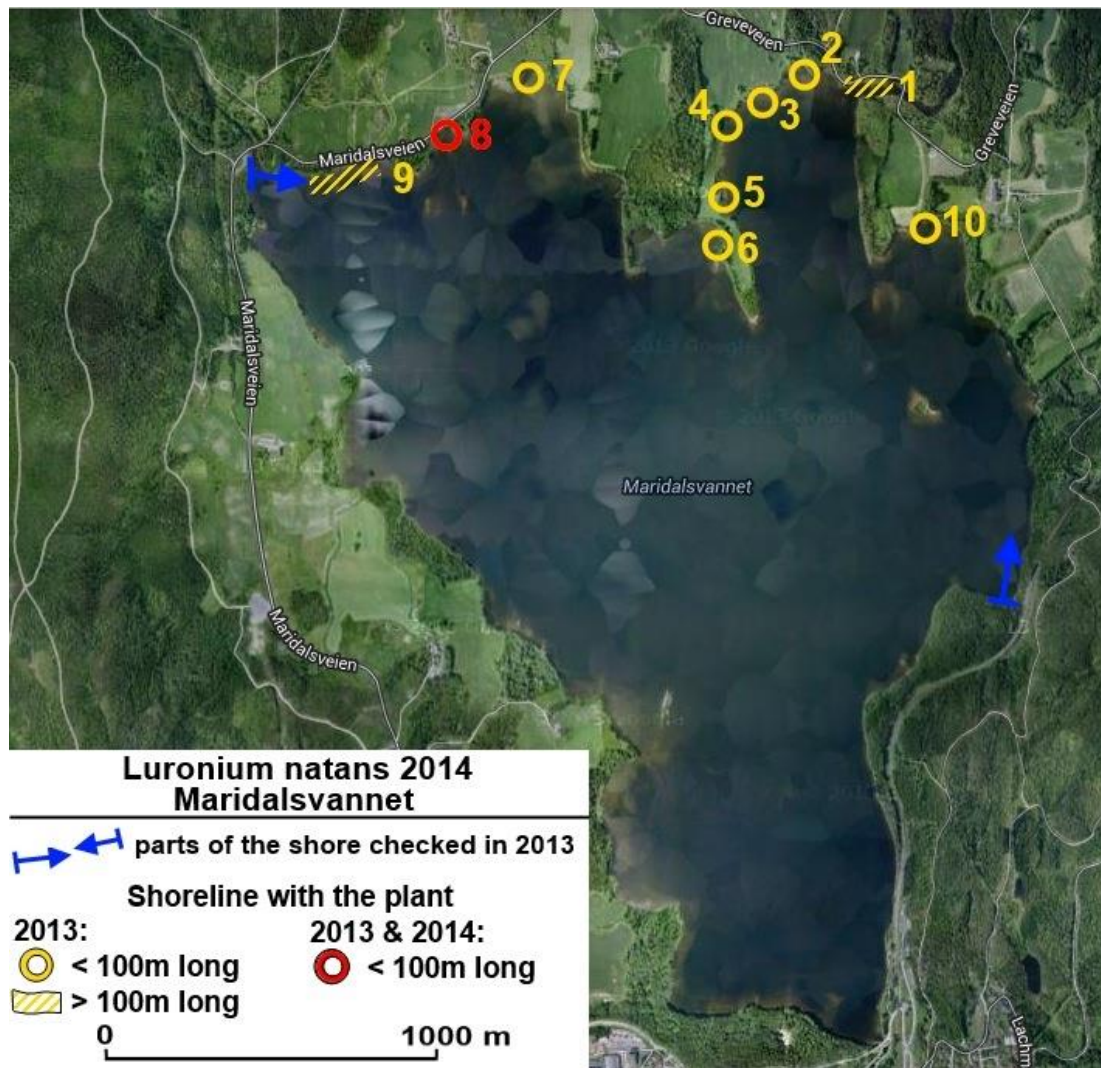 Greveveien
2
7
1
3
4
8
Maridalsveien
Greveveien
9
5
10
6
Maridalsveien
Maridalsvannet
Maridalsveien
Luronium natans 2014
Maridalsvannet
parts of the shore checked in 2013
Shoreline with the plant
2013:
2013 & 2014:
< 100m long
< 100m long
> 100m long
0
1000 m
Lachm